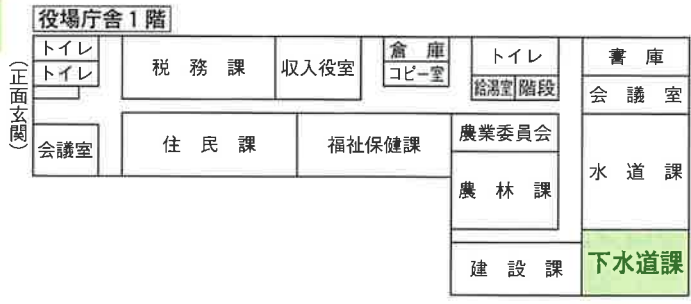 役場庁舎1階
トイレ
トイレ
(正面玄関)
税務課
収入役室
倉庫
コピー室
トイレ
給湯室
階段
書庫
会議室
会議室
住民課
福祉保健課
農業委員会
農林課
水道課
建設課
下水道課